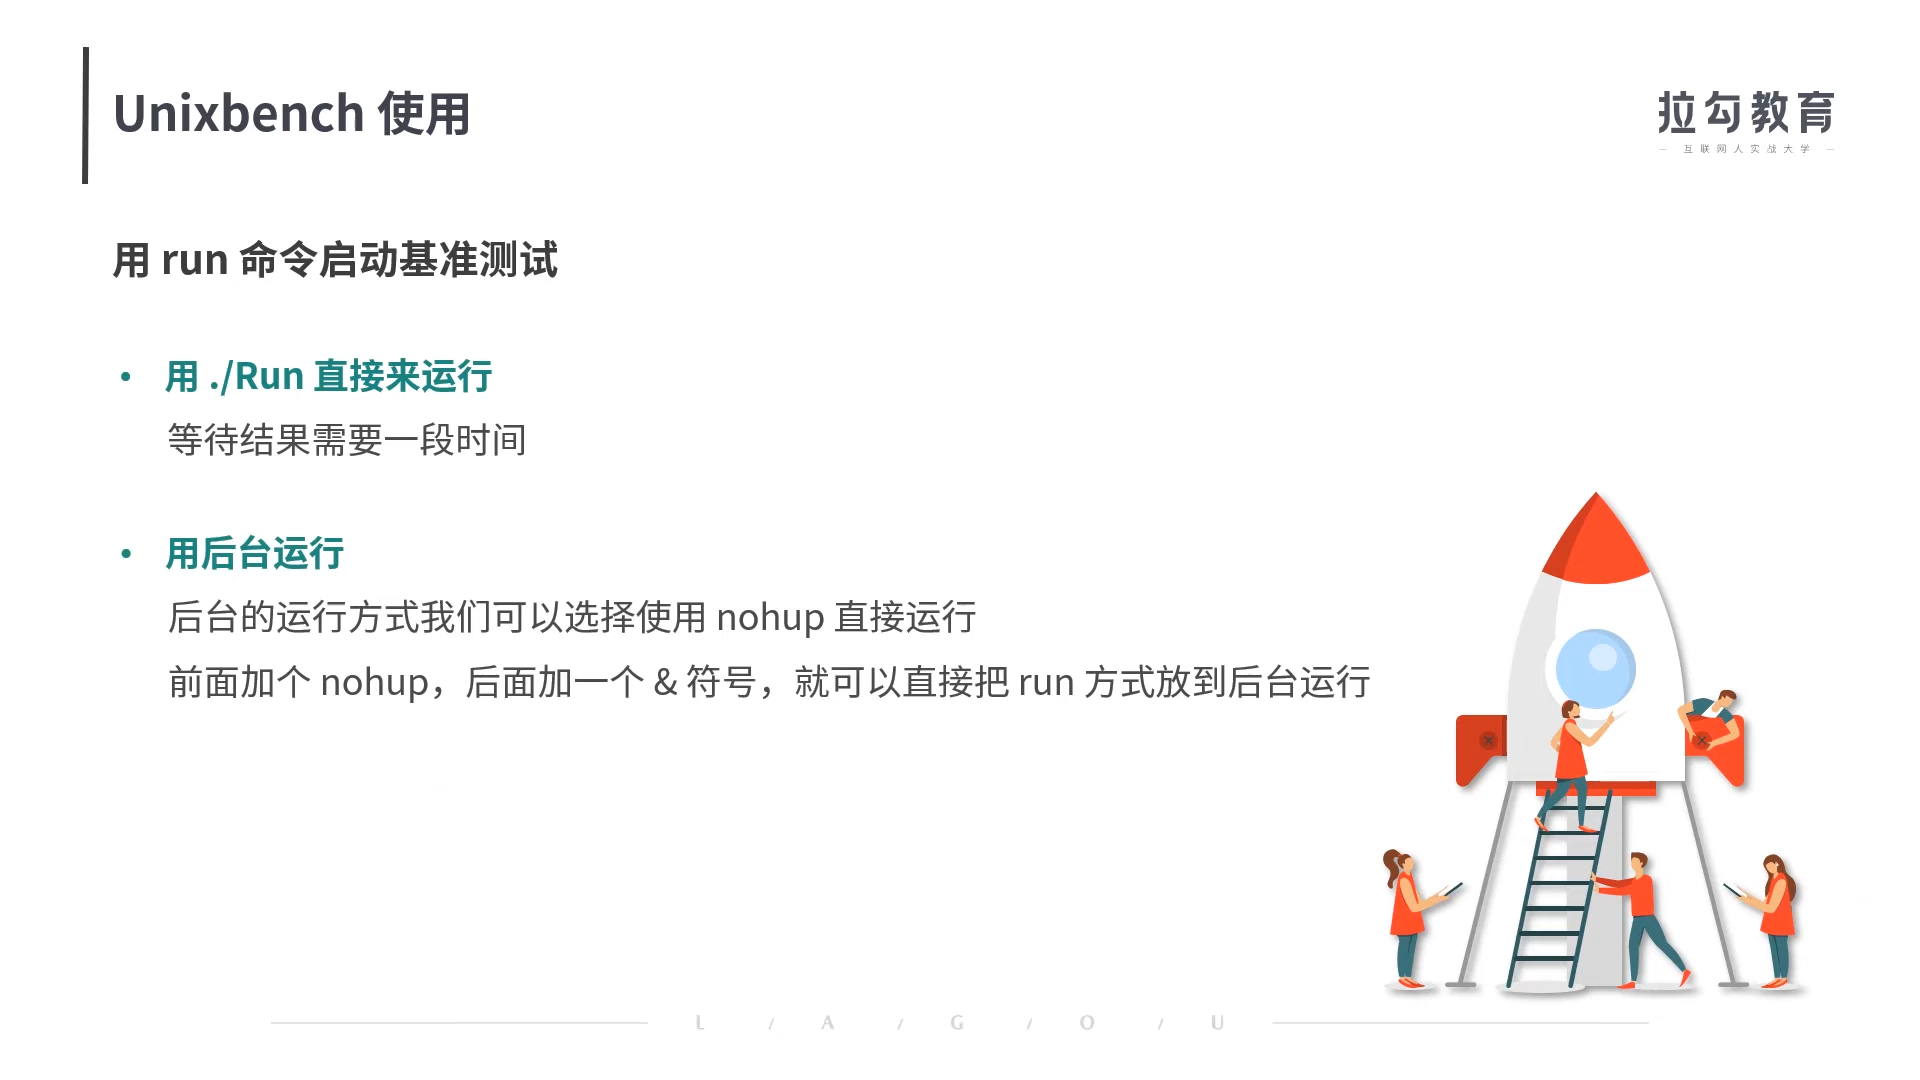 Unixbench 使用
拉勾教育
— 互联网人实战大学 —
用 run 命令启动基准测试
• 用 ./Run 直接来运行
等待结果需要一段时间
• 用后台运行
后台的运行方式我们可以选择使用 nohup 直接运行
前面加个 nohup，后面加一个 & 符号，就可以直接把 run 方式放到后台运行
L / A / G / O / U